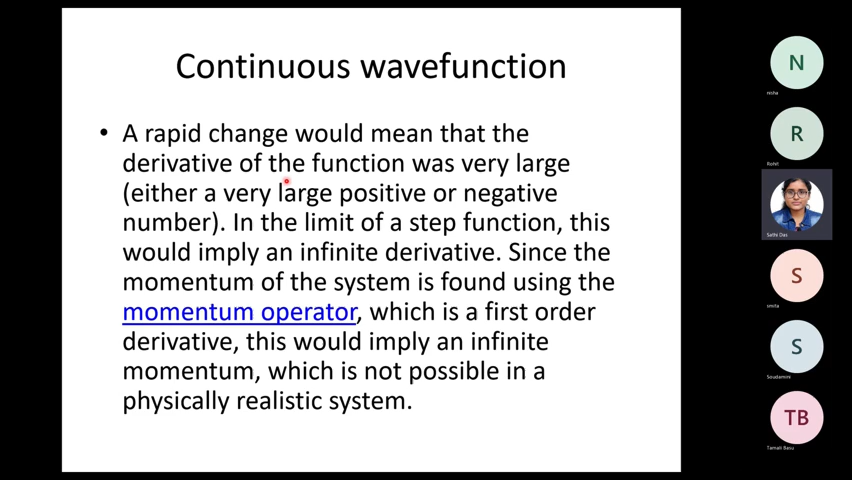 Continuous wavefunction
• A rapid change would mean that the
derivative of the function was very large
(either a very large positive or negative
number). In the limit of a step function, this
would imply an infinite derivative. Since the
momentum of the system is found using the
momentum operator, which is a first order
derivative, this would imply an infinite
momentum, which is not possible in a
physically realistic system.
N
nisha
R
Rohit
Sathi Das
S
smita
S
Soudamini
TB
Tamali Basu